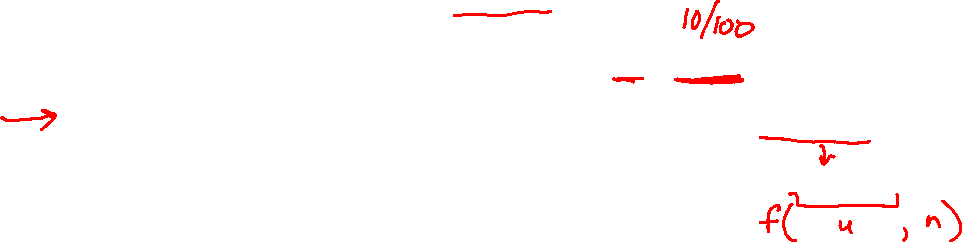 10/100
f( u , n)